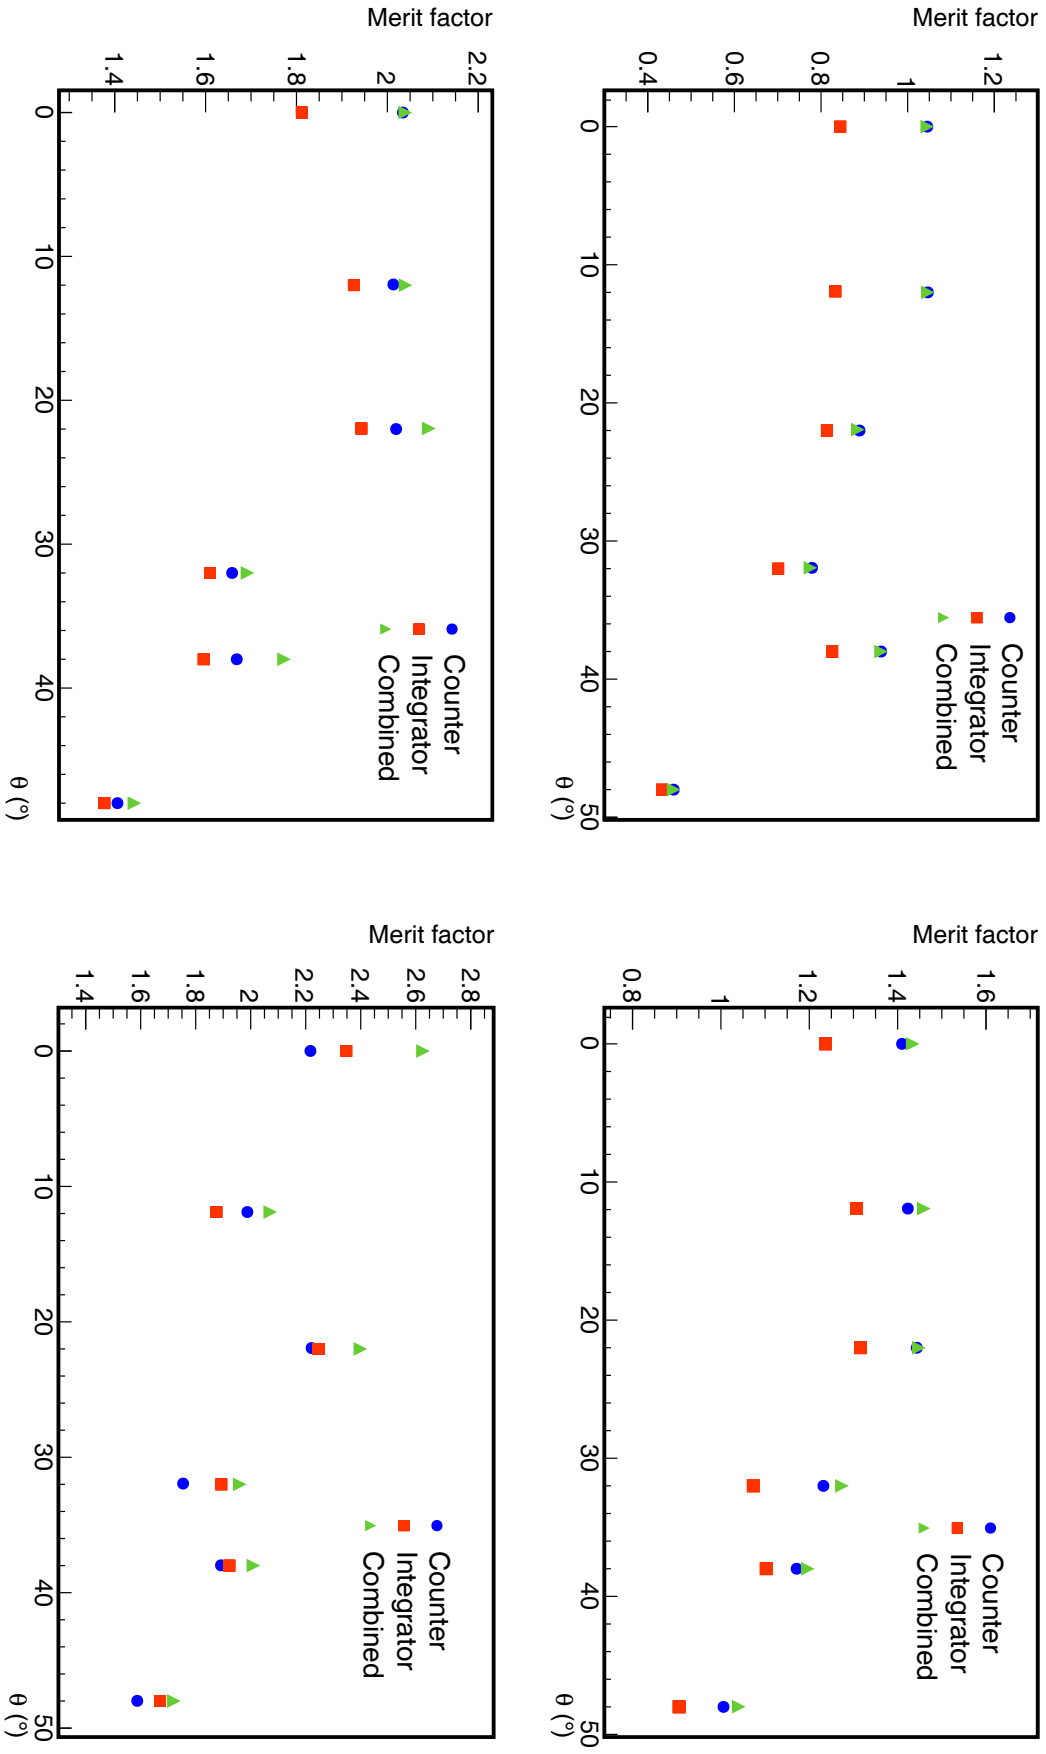 Merit factor
1.2
1
0.8
0.6
0.4
Counter
Integrator
Combined
0
10
20
30
40
50
θ (°)
Merit factor
1.6
1.4
1.2
1
0.8
Counter
Integrator
Combined
0
10
20
30
40
50
θ (°)
Merit factor
2.2
2
1.8
1.6
1.4
Counter
Integrator
Combined
0
10
20
30
40
θ (°)
Merit factor
2.8
2.6
2.4
2.2
2
1.8
1.6
1.4
Counter
Integrator
Combined
0
10
20
30
40
50
θ (°)